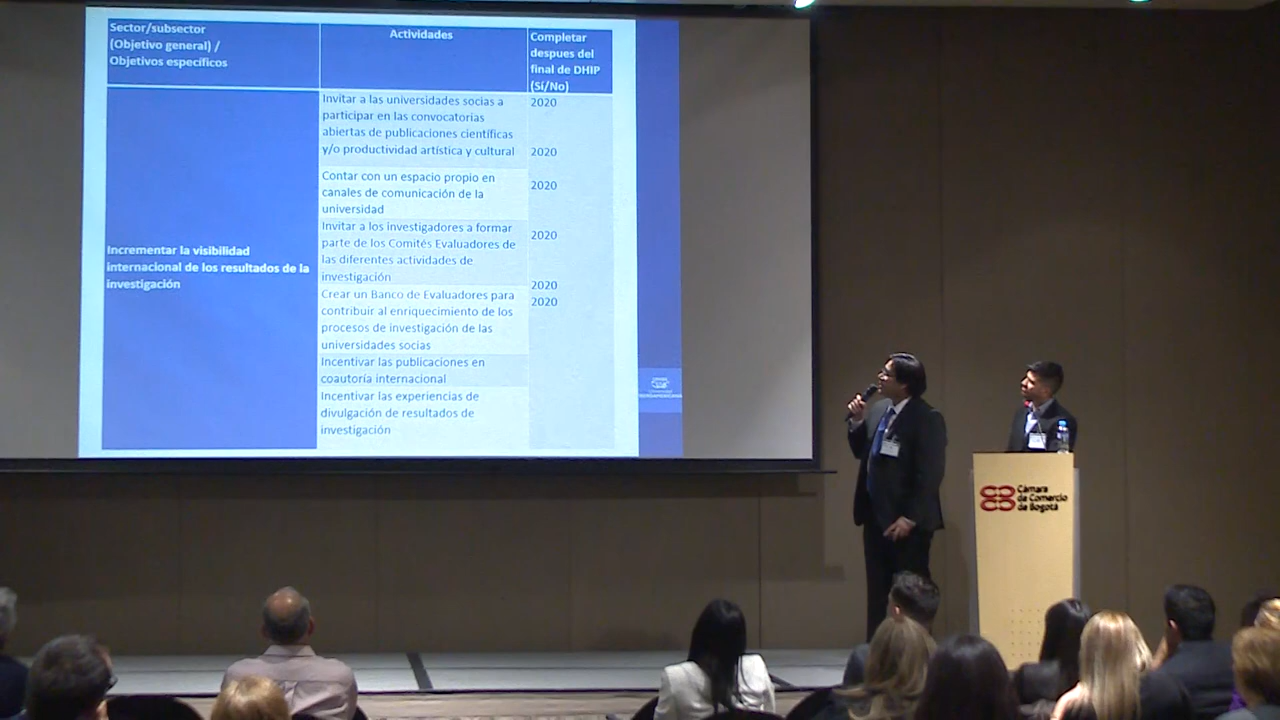 Sector/subsector
(Objetivo general) /
Objetivos específicos
Actividades
Completar
despues del
final de DHIP
(Sí/No)
Incrementar la visibilidad
internacional de los resultados de la
investigación
Invitar a las universidades socias a
participar en las convocatorias
abiertas de publicaciones científicas
y/o productividad artística y cultural
Contar con un espacio propio en
canales de comunicación de la
universidad
Invitar a los investigadores a formar
parte de los Comités Evaluadores de
las diferentes actividades de
investigación
Crear un Banco de Evaluadores para
contribuir al enriquecimiento de los
procesos de investigación de las
universidades socias
Incentivar las publicaciones en
coautoría internacional
Incentivar las experiencias de
divulgación de resultados de
investigación
2020
2020
2020
2020
2020
2020
Cámara
de Comercio
de Bogotá